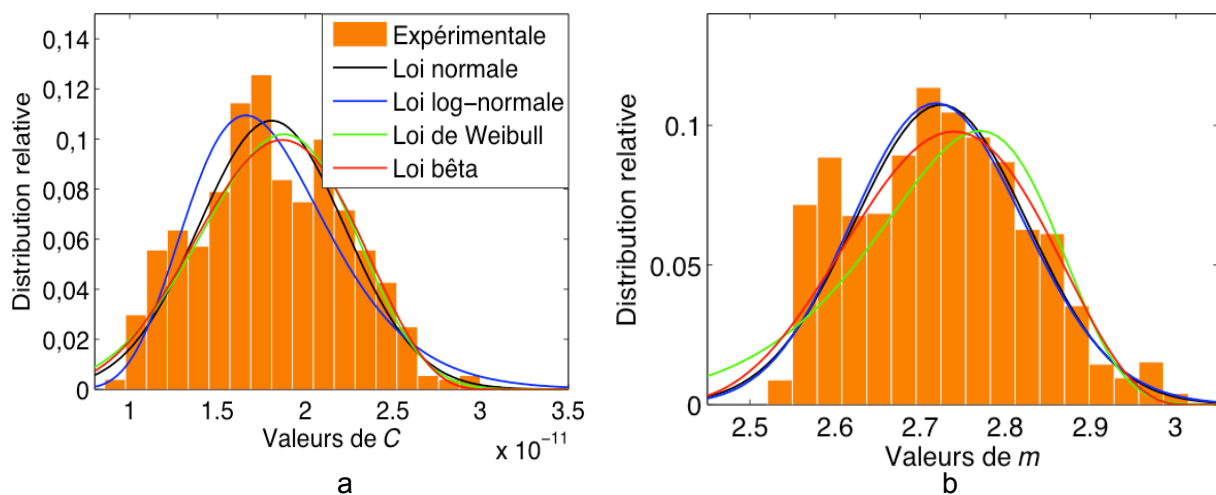 0,14
0,12
0,1
0,08
0,06
0,04
0,02
0
Distribution relative
1
1.5
2
2.5
3
3.5
Valeurs de C
x 10⁻¹¹
Expérimentale
Loi normale
Loi log-normale
Loi de Weibull
Loi bêta
a
0.1
0.05
0
Distribution relative
2.5
2.6
2.7
2.8
2.9
3
Valeurs de m
b